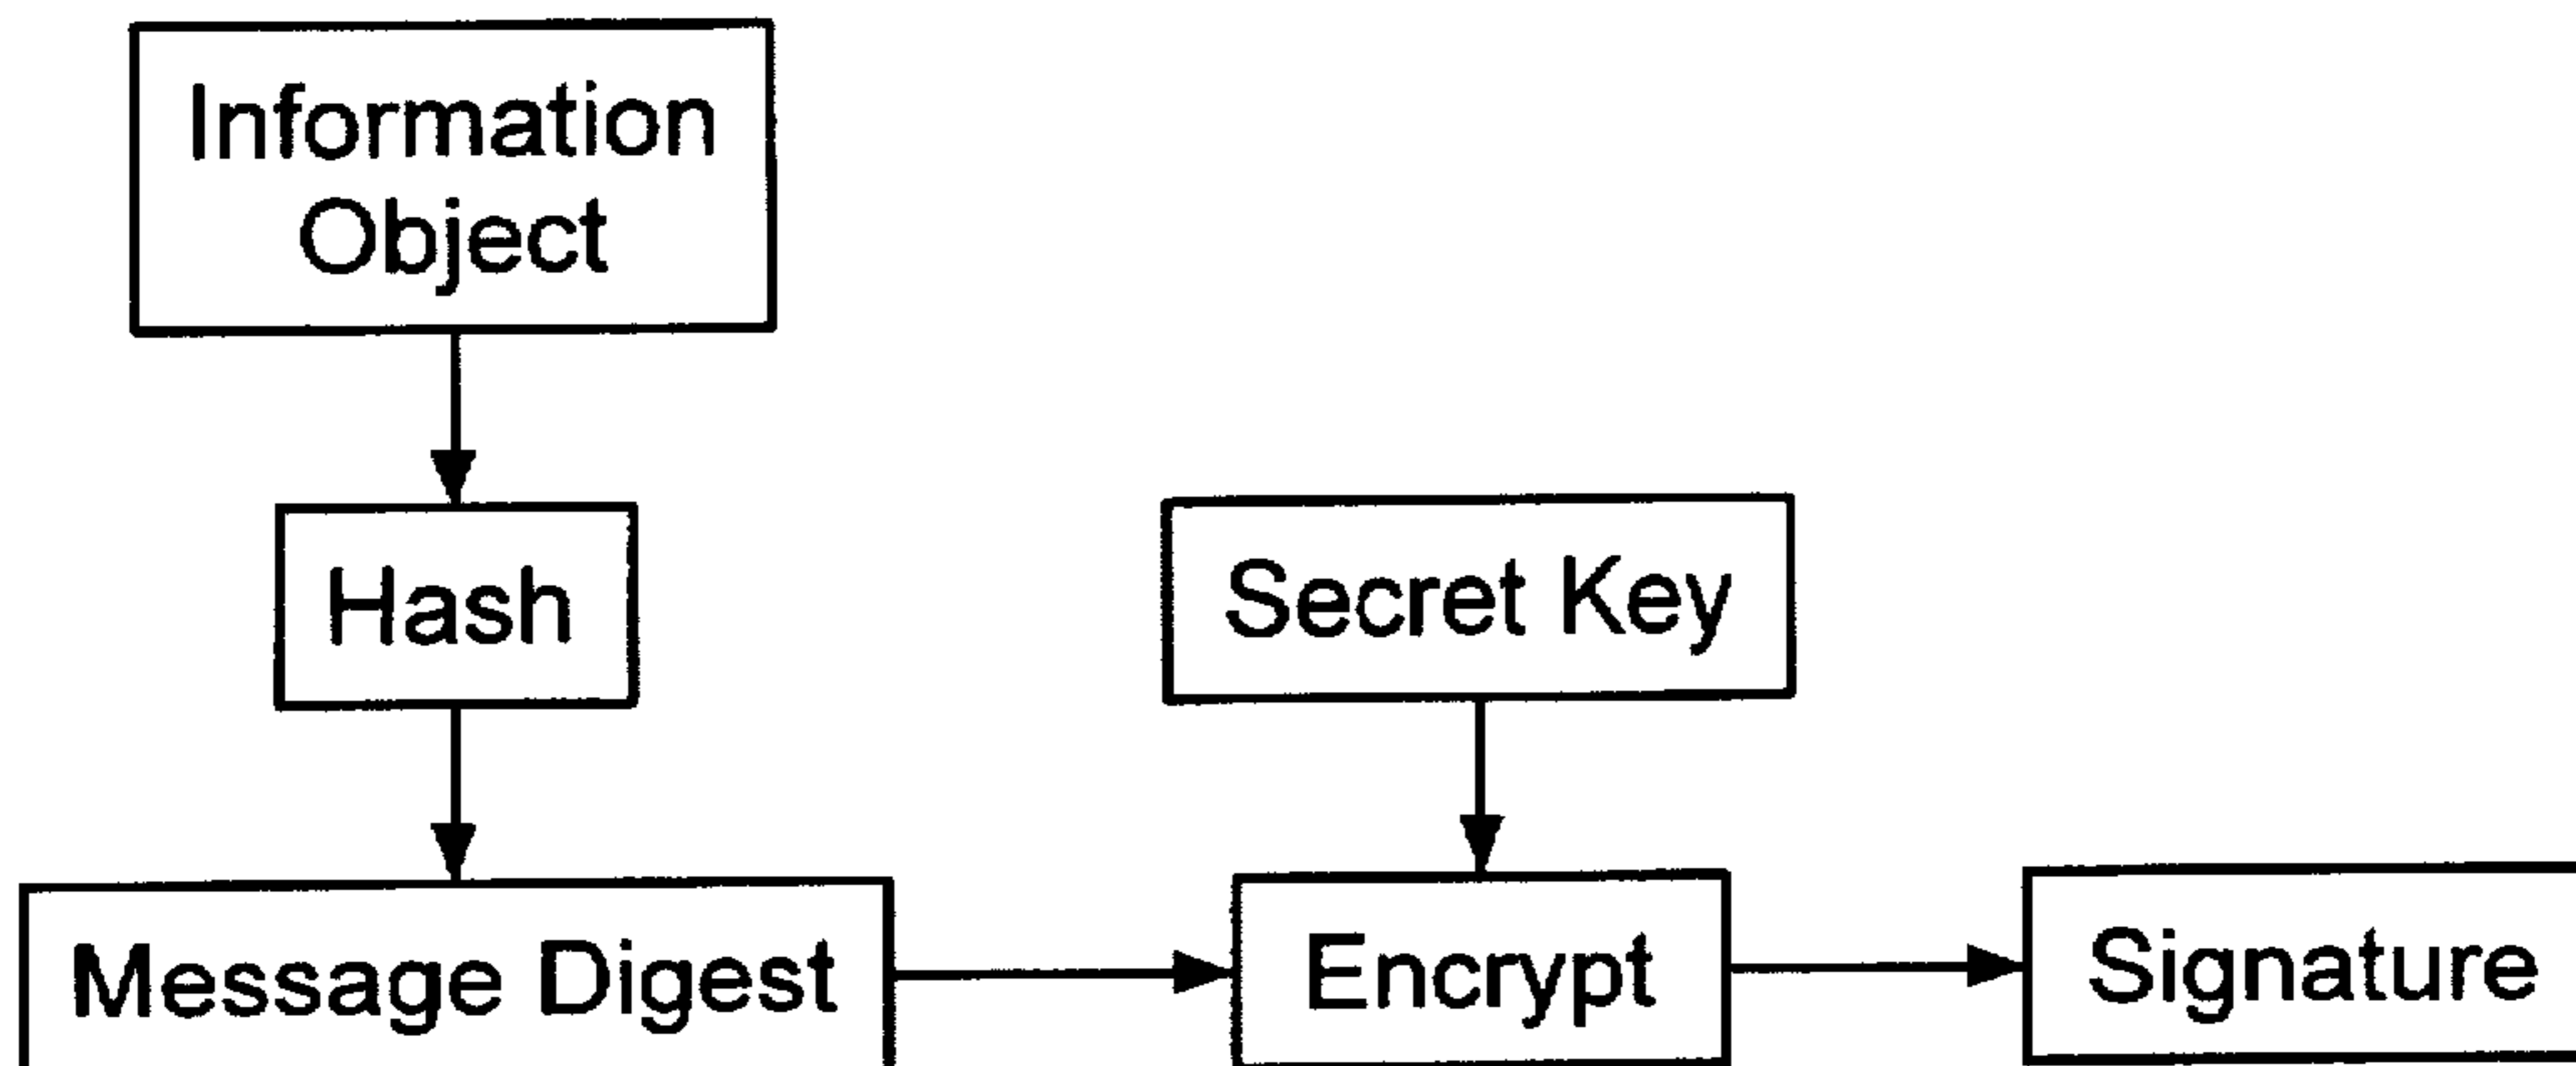 Information
Object
Hash
Secret Key
Message Digest
Encrypt
Signature